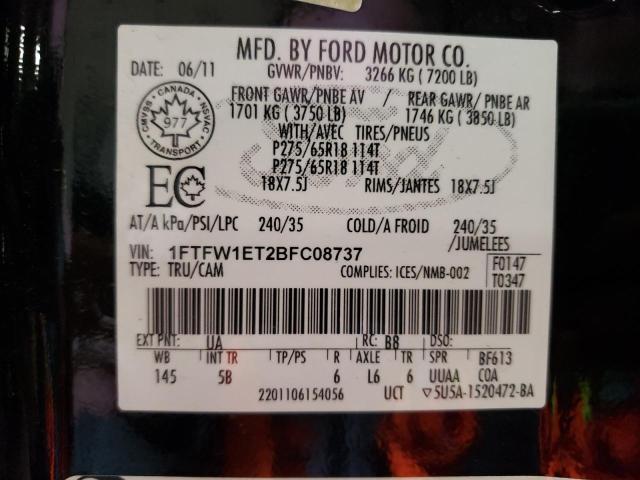 MFD. BY FORD MOTOR CO.
DATE: 06/11 GVWR/PNBV: 3266 KG ( 7200 LB)
FRONT GAWR/PNBE AV / REAR GAWR/ PNBE AR
1701 KG ( 3750 LB) 1746 KG ( 3850 LB)
WITH/AVEC TIRES/PNEUS
P275/65R18 114T
P275/65R18 114T
18X7.5J RIMS/JANTES 18X7.5J
CANADA
CMVSS 977 NSVAC
TRANSPORT
EC
AT/A kPa/PSI/LPC 240/35 COLD/A FROID 240/35
/JUMELEES
VIN: 1FTFW1ET2BFC08737
TYPE: TRU/CAM COMPLIES: ICES/NMB-002 F0147
T0347
EXT PNT: UA RC: B8 DSO:
WB INT TR TP/PS R AXLE TR SPR BF613
145 5B 6 L6 6 UUAA COA
2201106154056 UCT ▽5U5A-1520472-BA